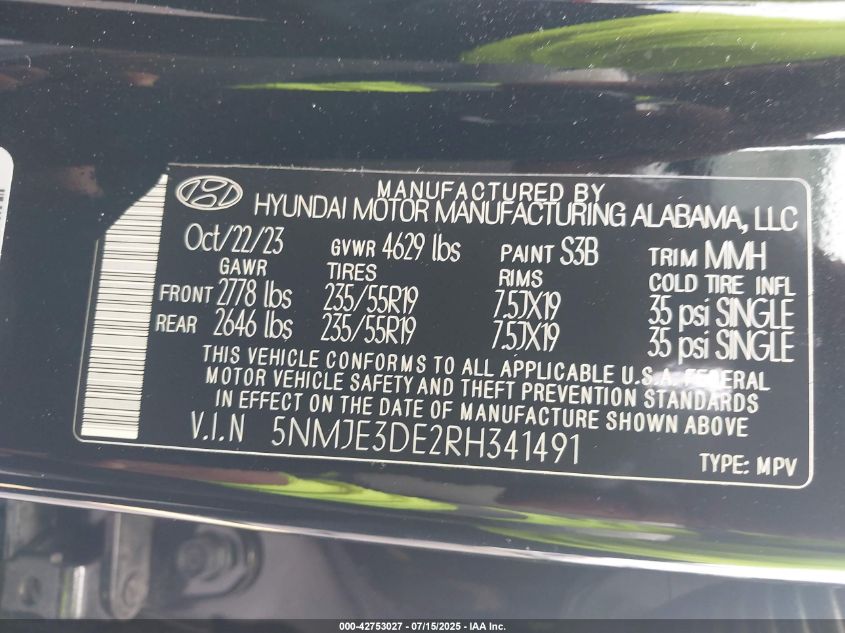 MANUFACTURED BY
HYUNDAI MOTOR MANUFACTURING ALABAMA, LLC
Oct/22/23 GVWR 4629 lbs PAINT S3B TRIM MMH
GAWR TIRES RIMS COLD TIRE INFL
FRONT 2778 lbs 235/55R19 7.5JX19 35 psi SINGLE
REAR 2646 lbs 235/55R19 7.5JX19 35 psi SINGLE
THIS VEHICLE CONFORMS TO ALL APPLICABLE U.S.A. FEDERAL
MOTOR VEHICLE SAFETY AND THEFT PREVENTION STANDARDS
IN EFFECT ON THE DATE OF MANUFACTURE SHOWN ABOVE
V.I.N 5NMJE3DE2RH341491 TYPE: MPV
000-42753027 - 07/15/2025 - IAA Inc.